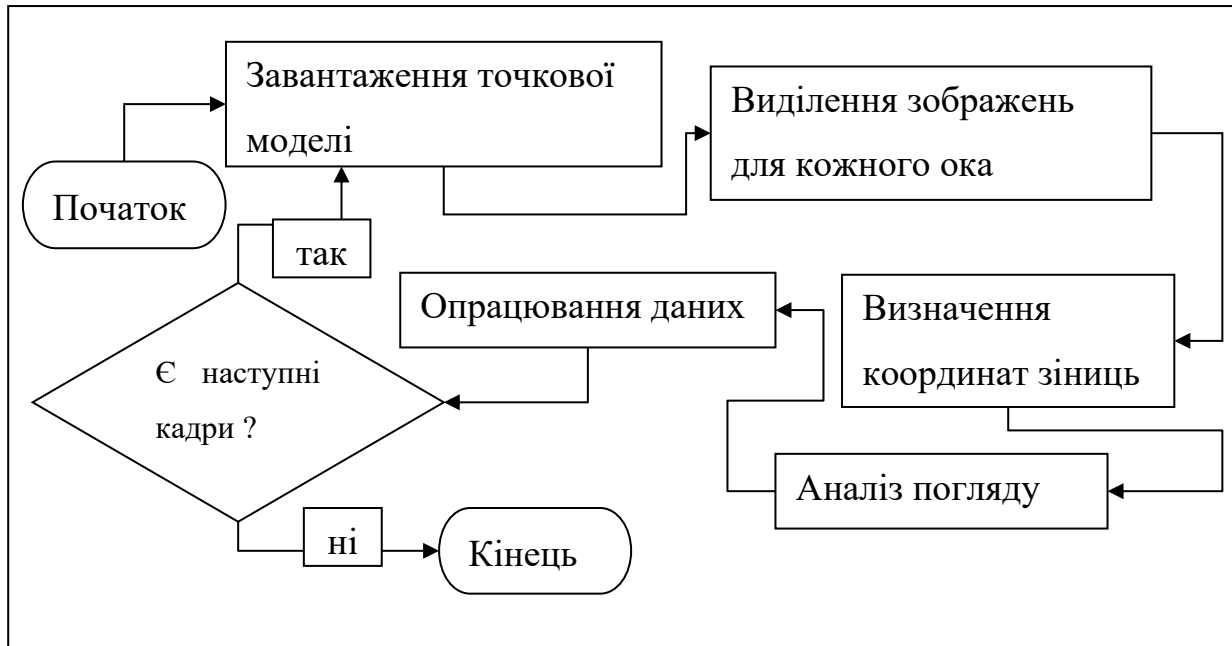 Завантаження точкової
моделі
Виділення зображень
для кожного ока
Початок
так
Опрацювання даних
Визначення
координат зіниць
Є наступні
кадри ?
Аналіз погляду
ні
Кінець